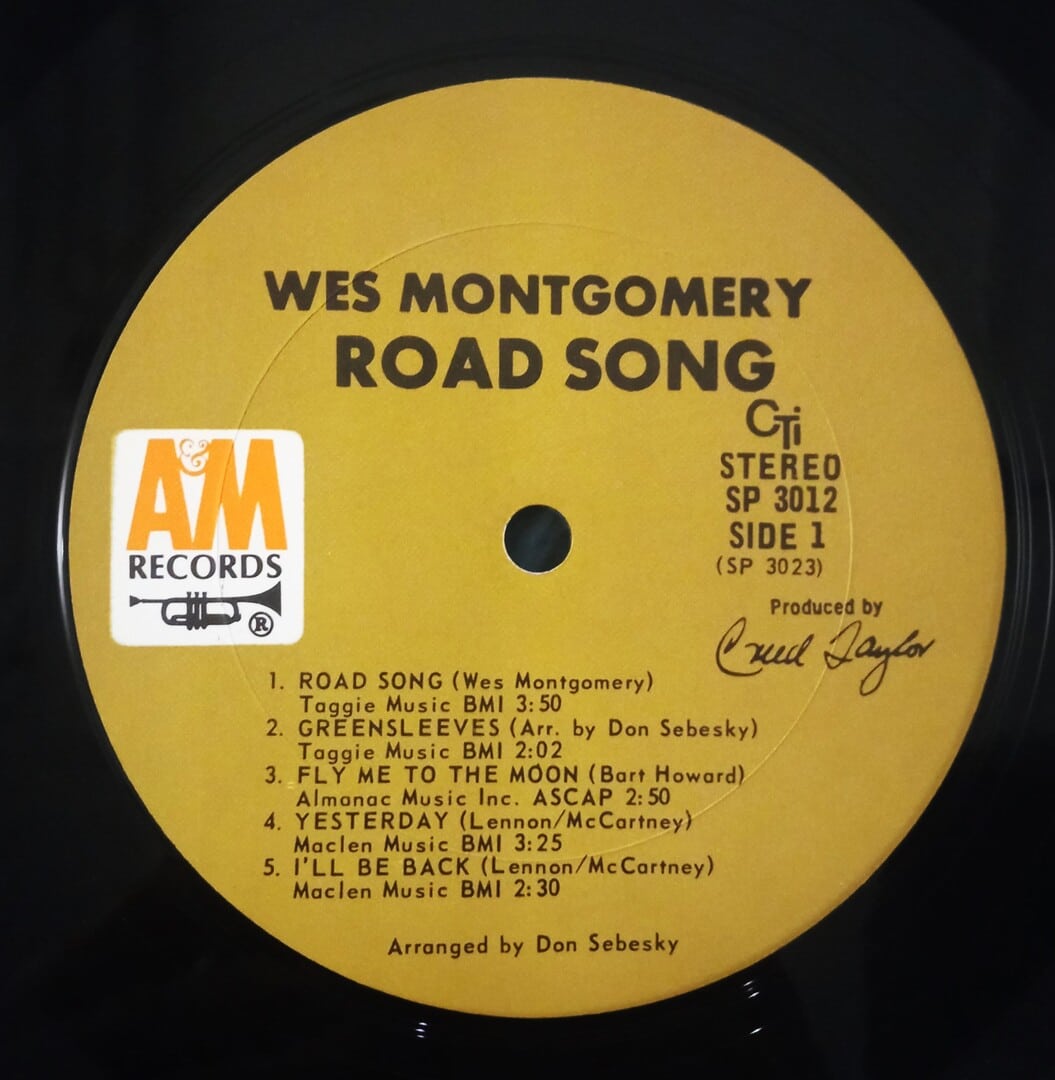 WES MONTGOMERY
ROAD SONG
CTi
STEREO
SP 3012
SIDE 1
(SP 3023)
A&M
RECORDS
®
Produced by
Creed Taylor
1. ROAD SONG (Wes Montgomery)
Taggie Music BMI 3:50
2. GREENSLEEVES (Arr. by Don Sebesky)
Taggie Music BMI 2:02
3. FLY ME TO THE MOON (Bart Howard)
Almanac Music Inc. ASCAP 2:50
4. YESTERDAY (Lennon/McCartney)
Maclen Music BMI 3:25
5. I'LL BE BACK (Lennon/McCartney)
Maclen Music BMI 2:30
Arranged by Don Sebesky